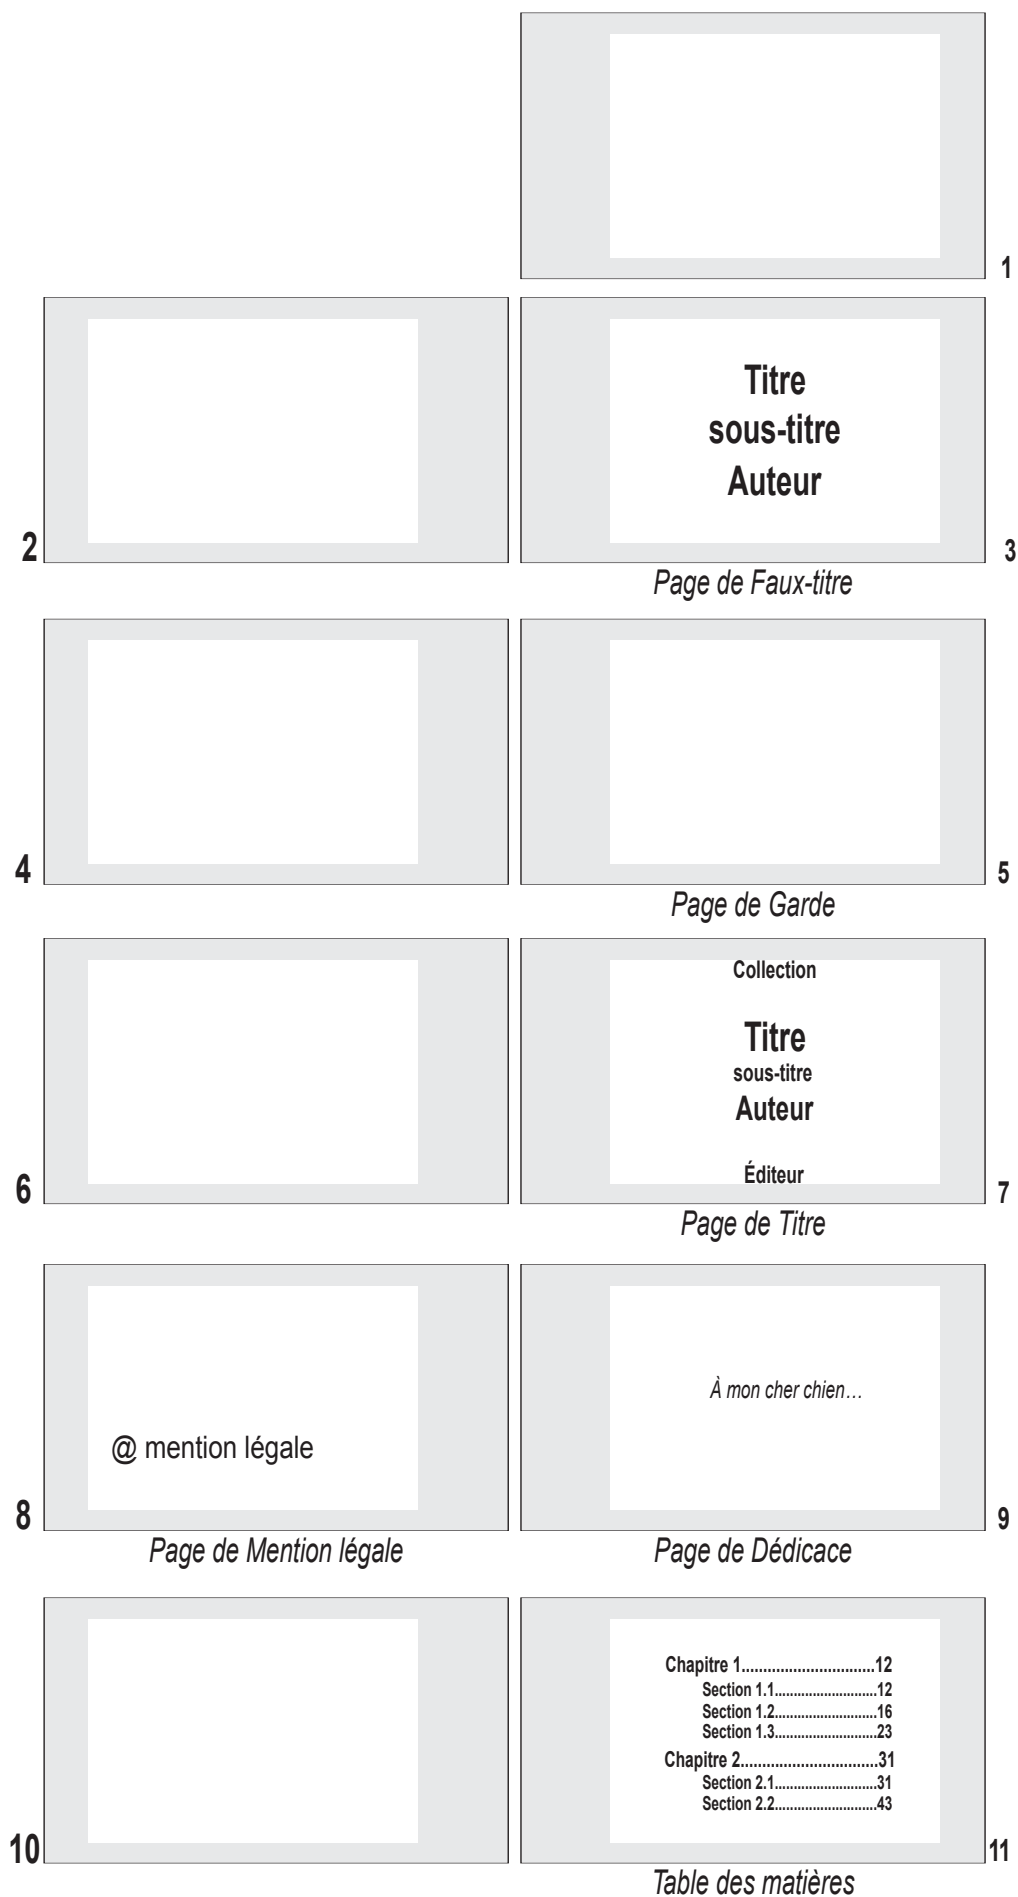 1
Titre
sous-titre
Auteur
2
3
Page de Faux-titre
4
5
Page de Garde
Collection
Titre
sous-titre
Auteur
Éditeur
6
7
Page de Titre
@ mention légale
À mon cher chien…
8
9
Page de Mention légale
Page de Dédicace
Chapitre 1...............................12
Section 1.1...........................12
Section 1.2...........................16
Section 1.3...........................23
Chapitre 2................................31
Section 2.1...........................31
Section 2.2...........................43
10
11
Table des matières